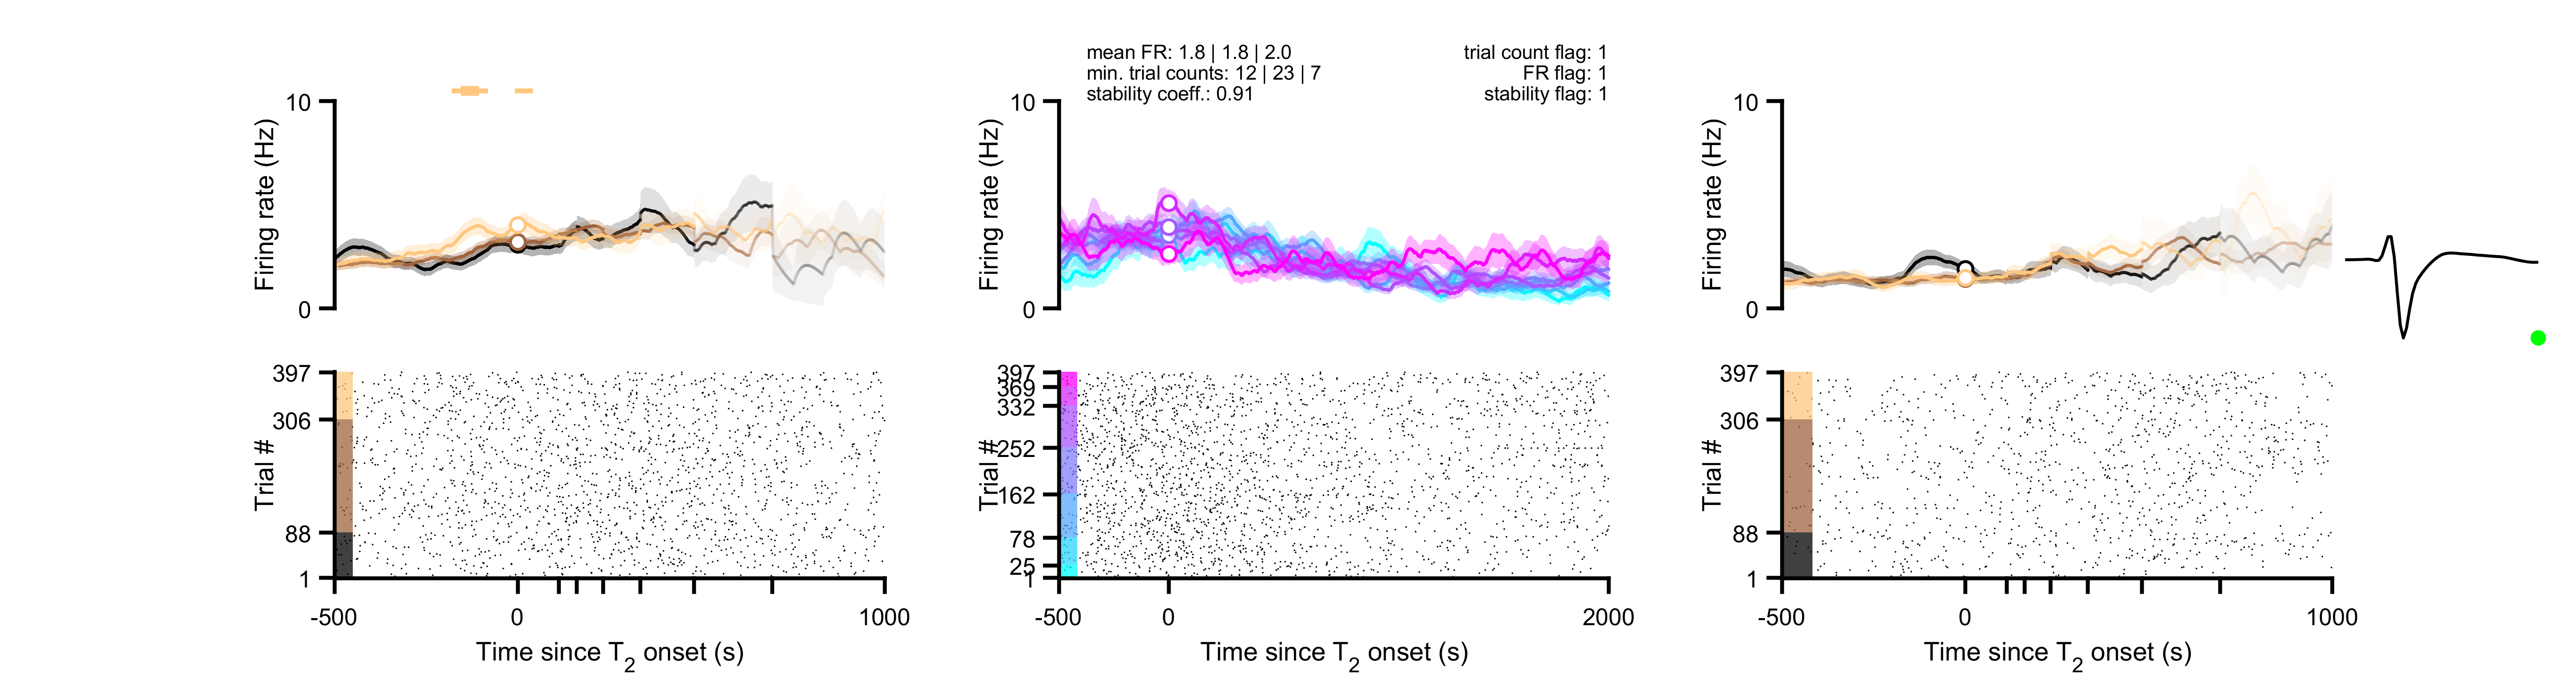 mean FR: 1.8 | 1.8 | 2.0
min. trial counts: 12 | 23 | 7
stability coeff.: 0.91
trial count flag: 1
FR flag: 1
stability flag: 1
10
Firing rate (Hz)
0
10
Firing rate (Hz)
0
10
Firing rate (Hz)
0
397
306
Trial #
88
1
-500
0
1000
Time since T2 onset (s)
397
369
332
252
Trial #
162
78
25
1
-500
0
2000
Time since T2 onset (s)
397
306
Trial #
88
1
-500
0
1000
Time since T2 onset (s)